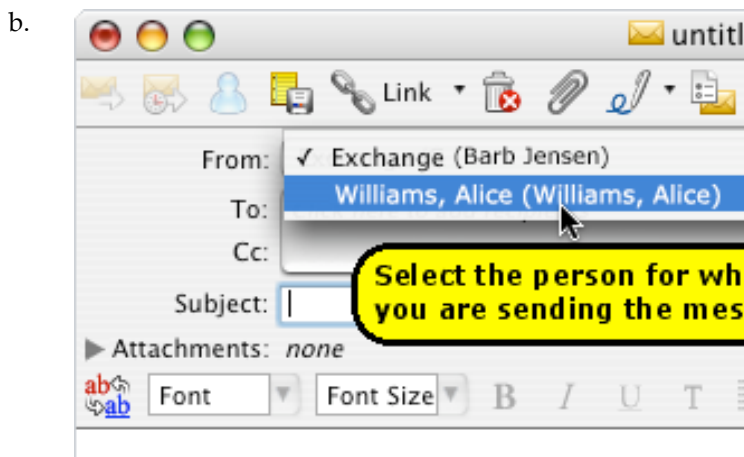 b.
untitl
Link
From: ✓ Exchange (Barb Jensen)
Williams, Alice (Williams, Alice)
To:
Cc:
Select the person for wh
you are sending the mes
Subject:
Attachments: none
Font Font Size B I U T